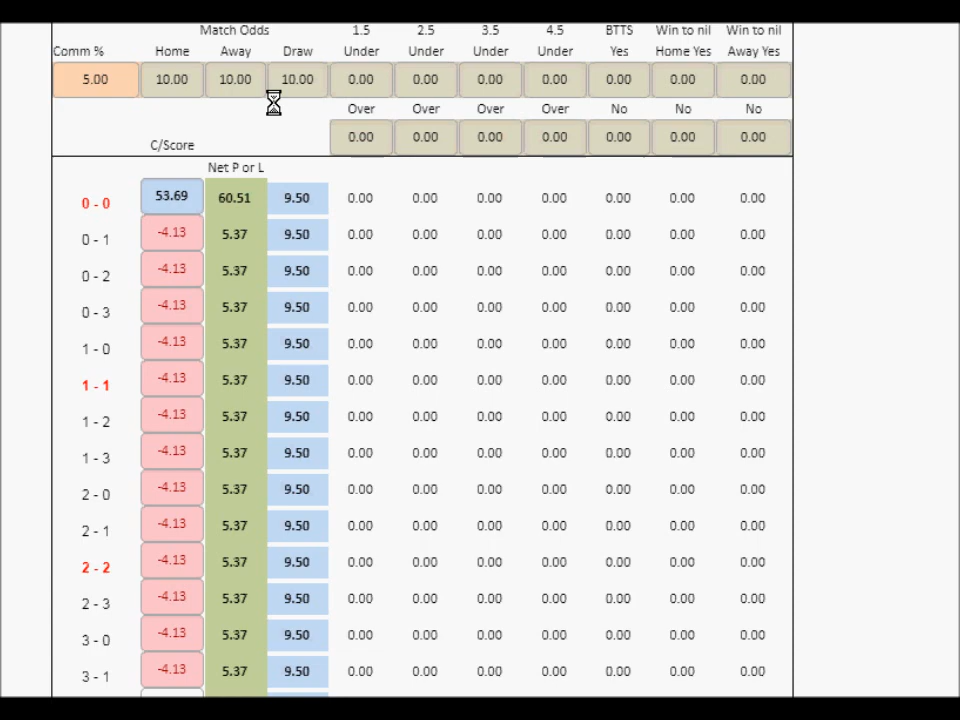 Match Odds 1.5 2.5 3.5 4.5 BTTS Win to nil Win to nil
Comm % Home Away Draw Under Under Under Under Yes Home Yes Away Yes
5.00 10.00 10.00 10.00 0.00 0.00 0.00 0.00 0.00 0.00 0.00
Over Over Over Over No No No
0.00 0.00 0.00 0.00 0.00 0.00 0.00
C/Score
Net P or L
0 - 0 53.69 60.51 9.50 0.00 0.00 0.00 0.00 0.00 0.00 0.00
0 - 1 -4.13 5.37 9.50 0.00 0.00 0.00 0.00 0.00 0.00 0.00
0 - 2 -4.13 5.37 9.50 0.00 0.00 0.00 0.00 0.00 0.00 0.00
0 - 3 -4.13 5.37 9.50 0.00 0.00 0.00 0.00 0.00 0.00 0.00
1 - 0 -4.13 5.37 9.50 0.00 0.00 0.00 0.00 0.00 0.00 0.00
1 - 1 -4.13 5.37 9.50 0.00 0.00 0.00 0.00 0.00 0.00 0.00
1 - 2 -4.13 5.37 9.50 0.00 0.00 0.00 0.00 0.00 0.00 0.00
1 - 3 -4.13 5.37 9.50 0.00 0.00 0.00 0.00 0.00 0.00 0.00
2 - 0 -4.13 5.37 9.50 0.00 0.00 0.00 0.00 0.00 0.00 0.00
2 - 1 -4.13 5.37 9.50 0.00 0.00 0.00 0.00 0.00 0.00 0.00
2 - 2 -4.13 5.37 9.50 0.00 0.00 0.00 0.00 0.00 0.00 0.00
2 - 3 -4.13 5.37 9.50 0.00 0.00 0.00 0.00 0.00 0.00 0.00
3 - 0 -4.13 5.37 9.50 0.00 0.00 0.00 0.00 0.00 0.00 0.00
3 - 1 -4.13 5.37 9.50 0.00 0.00 0.00 0.00 0.00 0.00 0.00